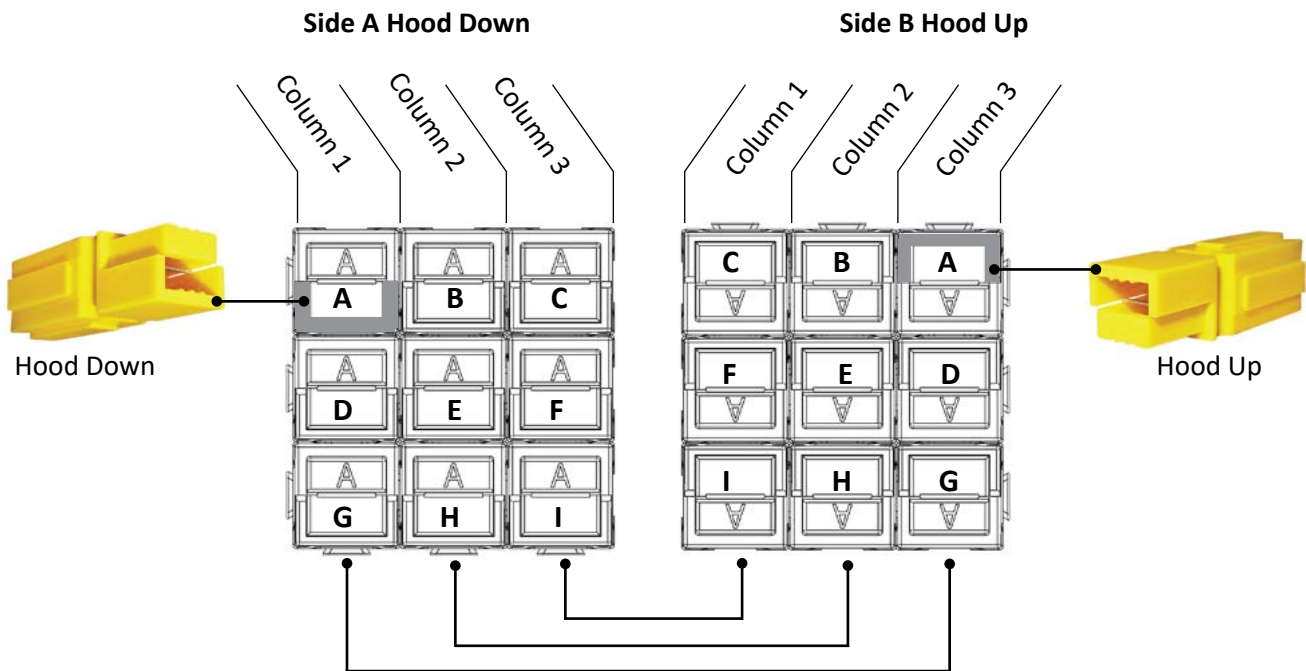 Side A Hood Down
Side B Hood Up
Column 1
Column 2
Column 3
Column 1
Column 2
Column 3
A A A
A B C
A A A
D E F
A A A
G H I
C B A
A A A
F E D
A A A
I H G
A A A
Hood Down
Hood Up